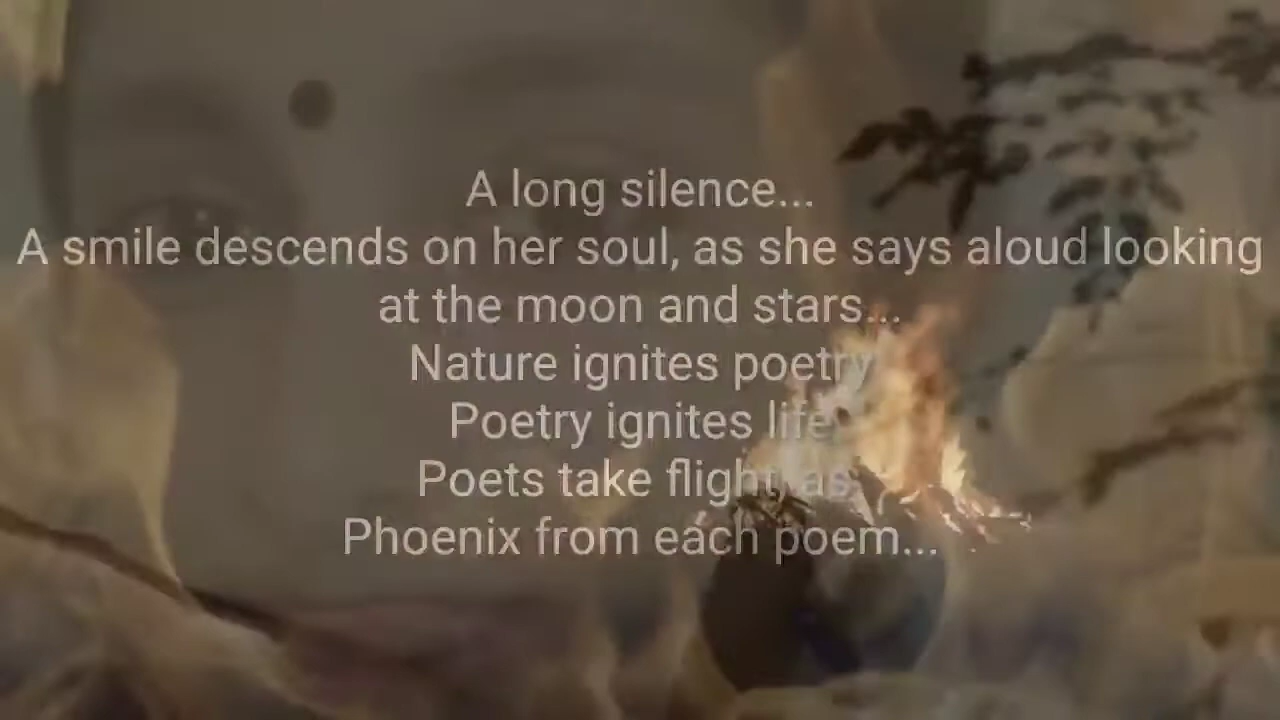 A long silence...
A smile descends on her soul, as she says aloud looking
at the moon and stars...
Nature ignites poetry
Poetry ignites life
Poets take flight as
Phoenix from each poem...